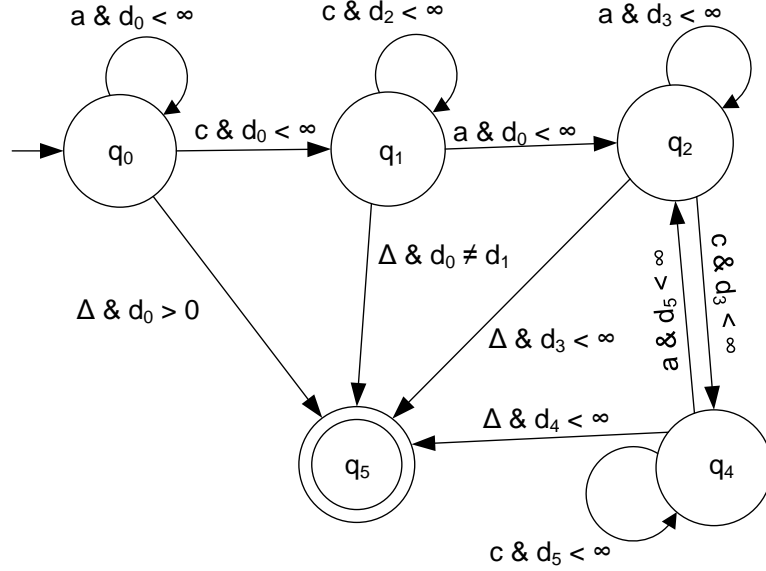 a & d₀ < ∞
c & d₂ < ∞
a & d₃ < ∞
q₀
c & d₀ < ∞
q₁
a & d₀ < ∞
q₂
Δ & d₀ > 0
Δ & d₀ ≠ d₁
Δ & d₃ < ∞
a & d₅ < ∞
c & d₃ < ∞
Δ & d₄ < ∞
q₅
q₄
c & d₅ < ∞